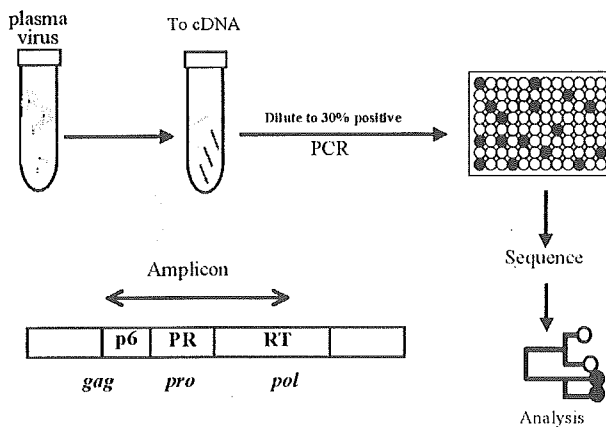 plasma
virus
To cDNA
Dilute to 30% positive
PCR
Sequence
Amplicon
p6 PR RT
gag pro pol
Analysis